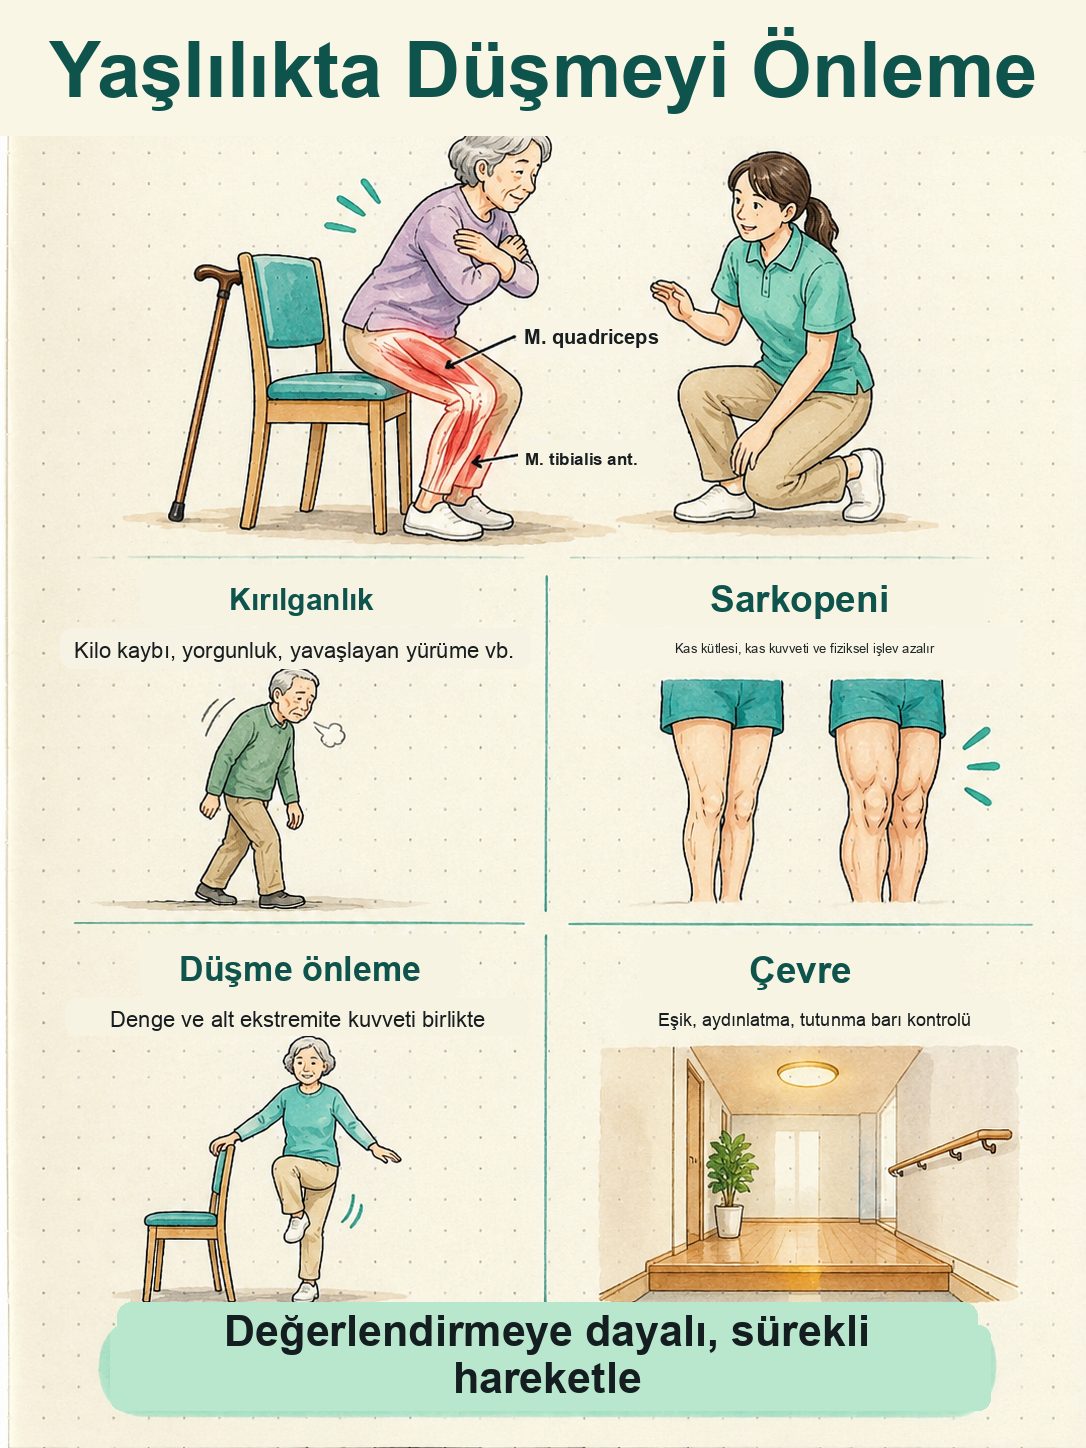 Yaşlılıkta Düşmeyi Önleme
M. quadriceps
M. tibialis ant.
Kırılganlık
Kilo kaybı, yorgunluk, yavaşlayan yürüme vb.
Sarkopeni
Kas kütlesi, kas kuvveti ve fiziksel işlev azalır
Düşme önleme
Denge ve alt ekstremite kuvveti birlikte
Çevre
Eşik, aydınlatma, tutunma barı kontrolü
Değerlendirmeye dayalı, sürekli
hareketle